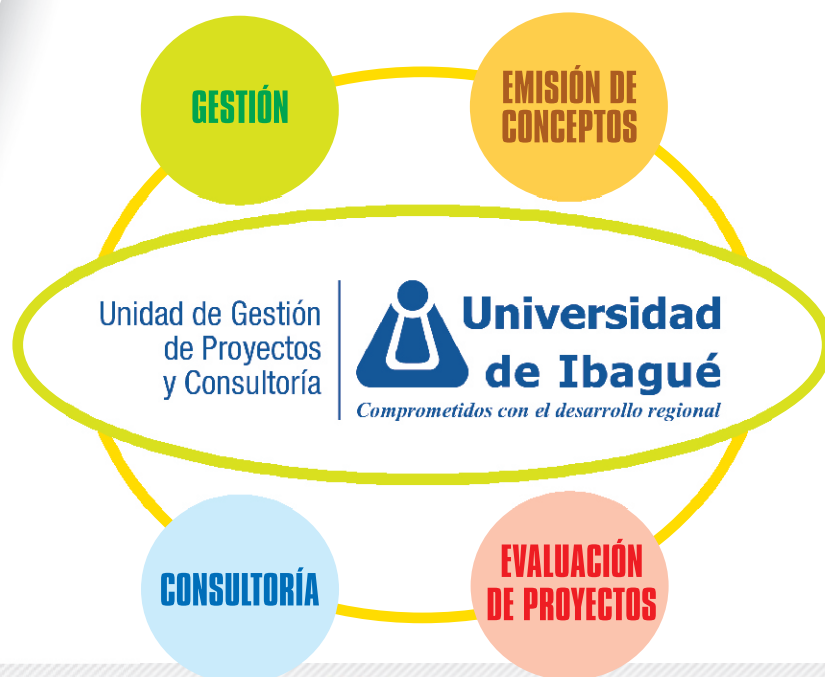 GESTIÓN
EMISIÓN DE
CONCEPTOS
Unidad de Gestión
de Proyectos
y Consultoría
Universidad
de Ibagué
Comprometidos con el desarrollo regional
CONSULTORÍA
EVALUACIÓN
DE PROYECTOS